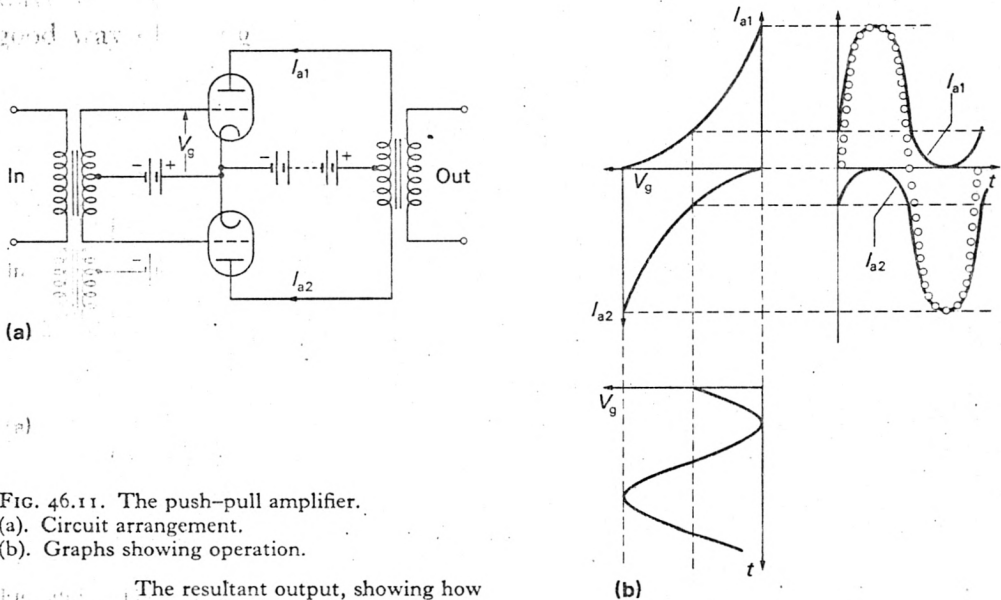 good way
I_a1
V_g
- +
- +
In
Out
In
-
I_a2
(a)
I_a1
I_a1
V_g
t
I_a2
I_a2
V_g
t
(b)
FIG. 46.11. The push–pull amplifier.
(a). Circuit arrangement.
(b). Graphs showing operation.
The resultant output, showing how